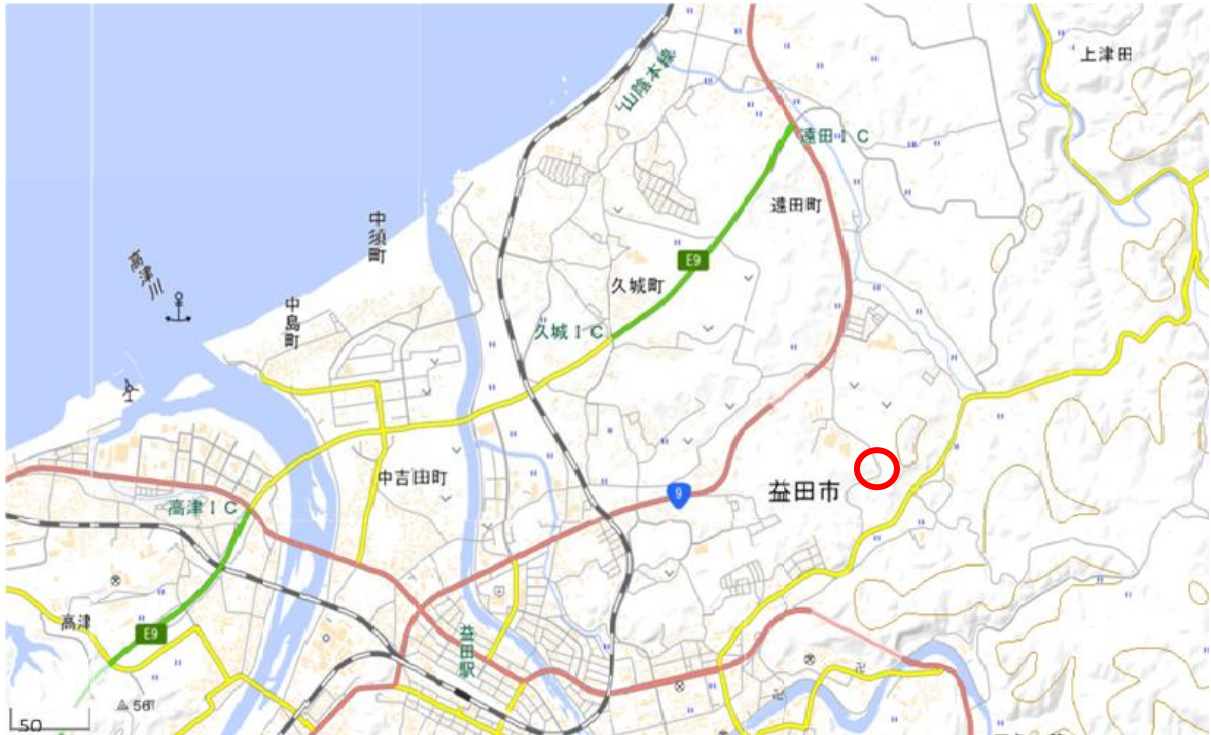 上津田
山陰本線
遠田IC
遠田町
中須町
高津川
E9
久城町
中島町
久城IC
中吉田町
益田市
9
高津IC
高津
E9
益田駅
56
50